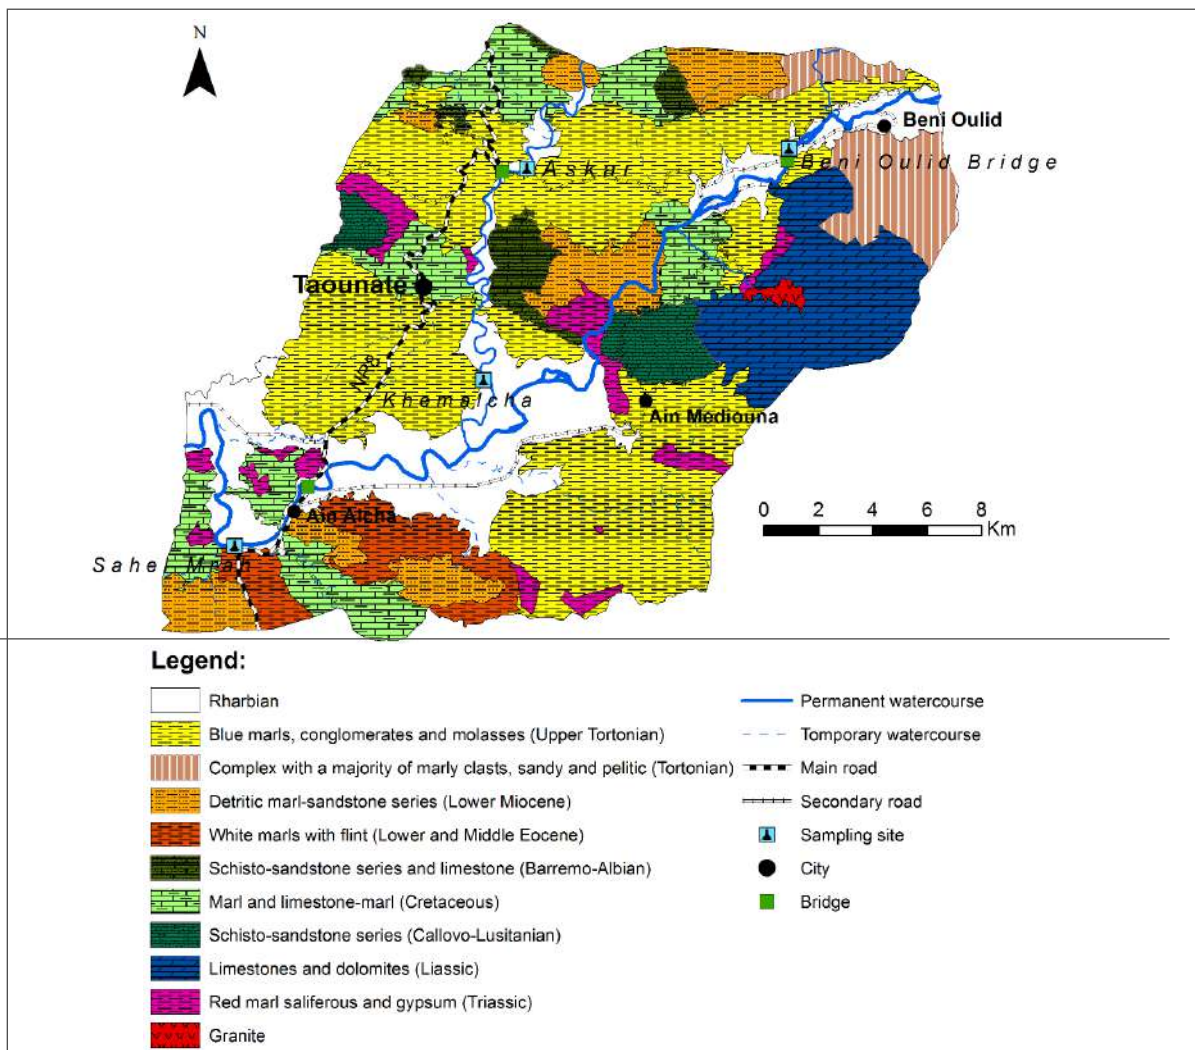 N
Beni Oulid
Beni Oulid Bridge
Askar
Taounate
NP8
Khemalcha
Ain Mediouna
Ain Aicha
Sahel Mrah
0 2 4 6 8
Km
Legend:
Rharbian
Blue marls, conglomerates and molasses (Upper Tortonian)
Complex with a majority of marly clasts, sandy and pelitic (Tortonian)
Detritic marl-sandstone series (Lower Miocene)
White marls with flint (Lower and Middle Eocene)
Schisto-sandstone series and limestone (Barremo-Albian)
Marl and limestone-marl (Cretaceous)
Schisto-sandstone series (Callovo-Lusitanian)
Limestones and dolomites (Liassic)
Red marl saliferous and gypsum (Triassic)
Granite
Permanent watercourse
Tomporary watercourse
Main road
Secondary road
Sampling site
City
Bridge